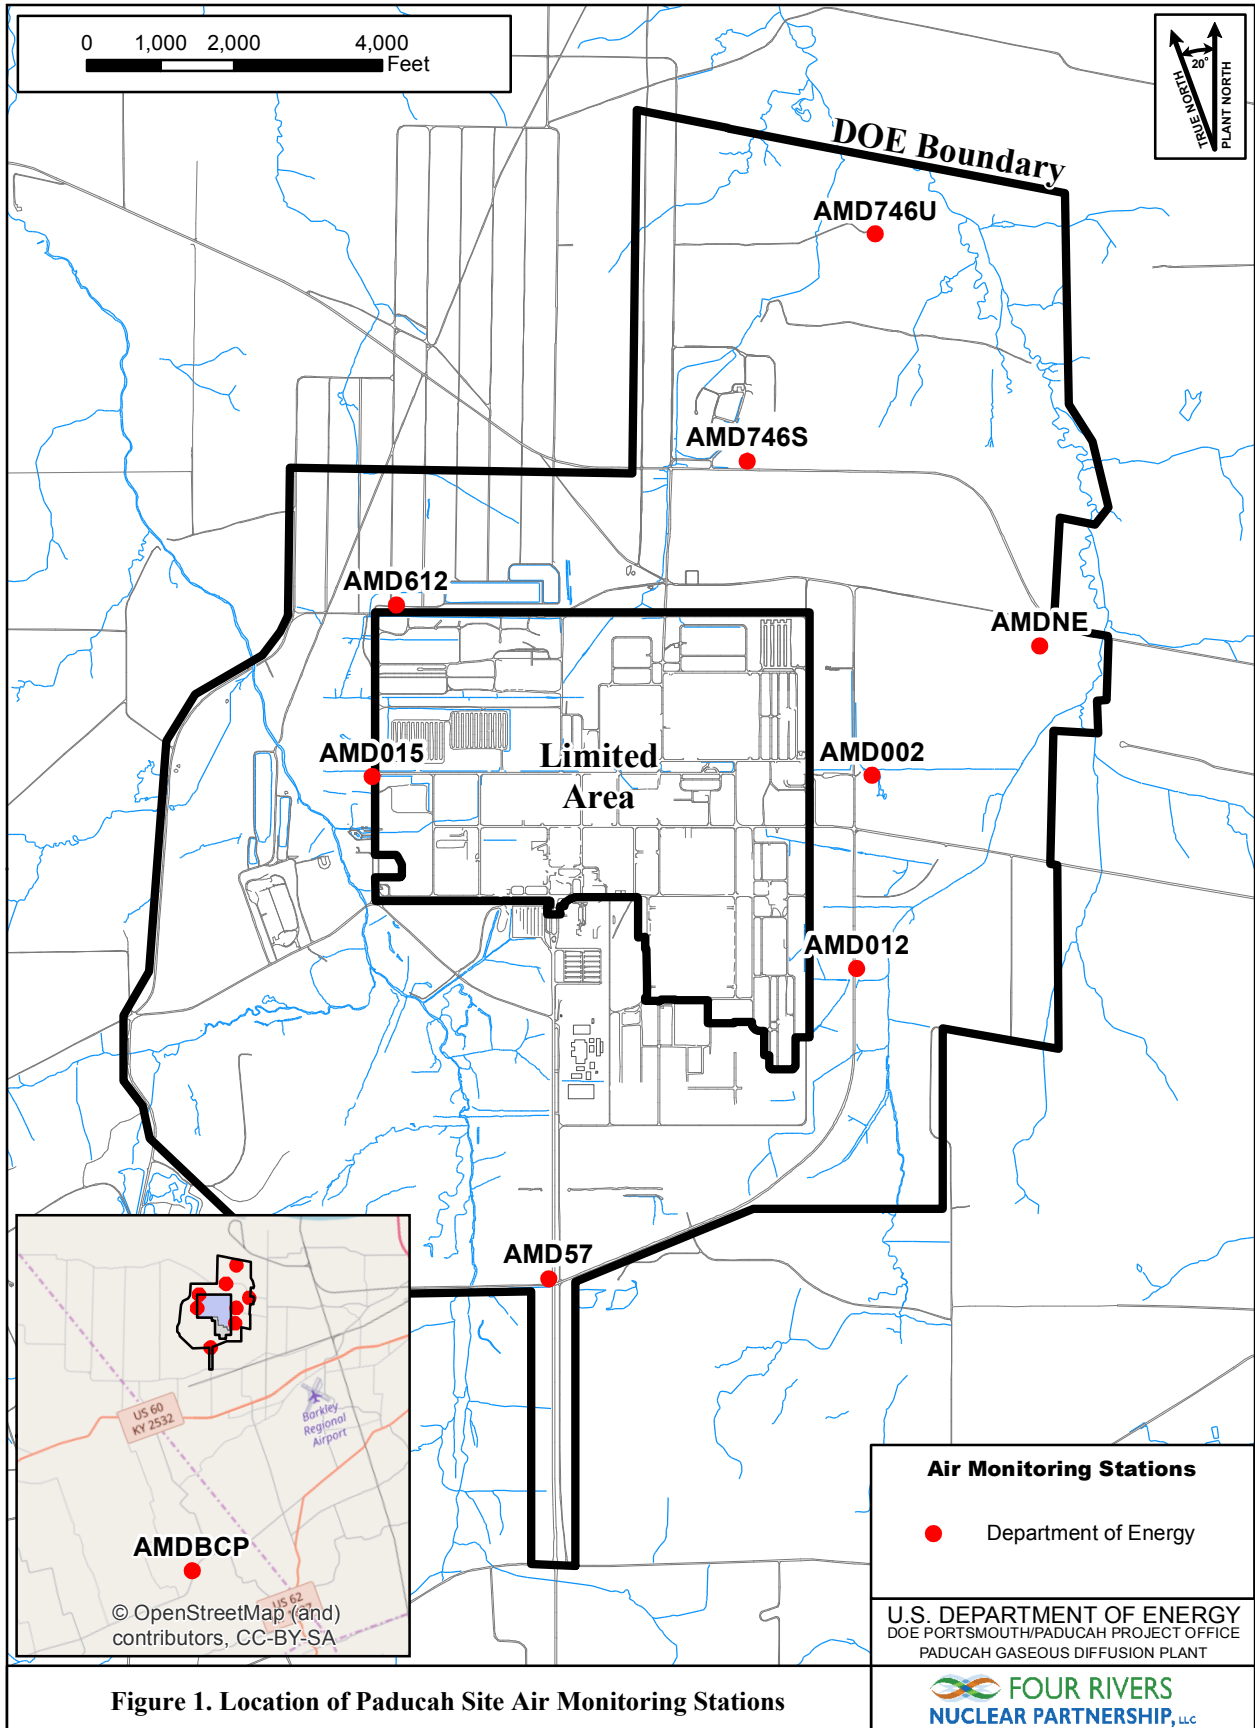 0 1,000 2,000 4,000
Feet
20°
TRUE NORTH
PLANT NORTH
DOE Boundary
AMD746U
AMD746S
AMD612
AMDNE
AMD015
Limited
Area
AMD002
AMD012
AMD57
US 60
KY 2532
Barkley
Regional
Airport
AMDBCP
US 62
© OpenStreetMap (and)
contributors, CC-BY-SA
Air Monitoring Stations
Department of Energy
U.S. DEPARTMENT OF ENERGY
DOE PORTSMOUTH/PADUCAH PROJECT OFFICE
PADUCAH GASEOUS DIFFUSION PLANT
Figure 1. Location of Paducah Site Air Monitoring Stations
FOUR RIVERS
NUCLEAR PARTNERSHIP, LLC